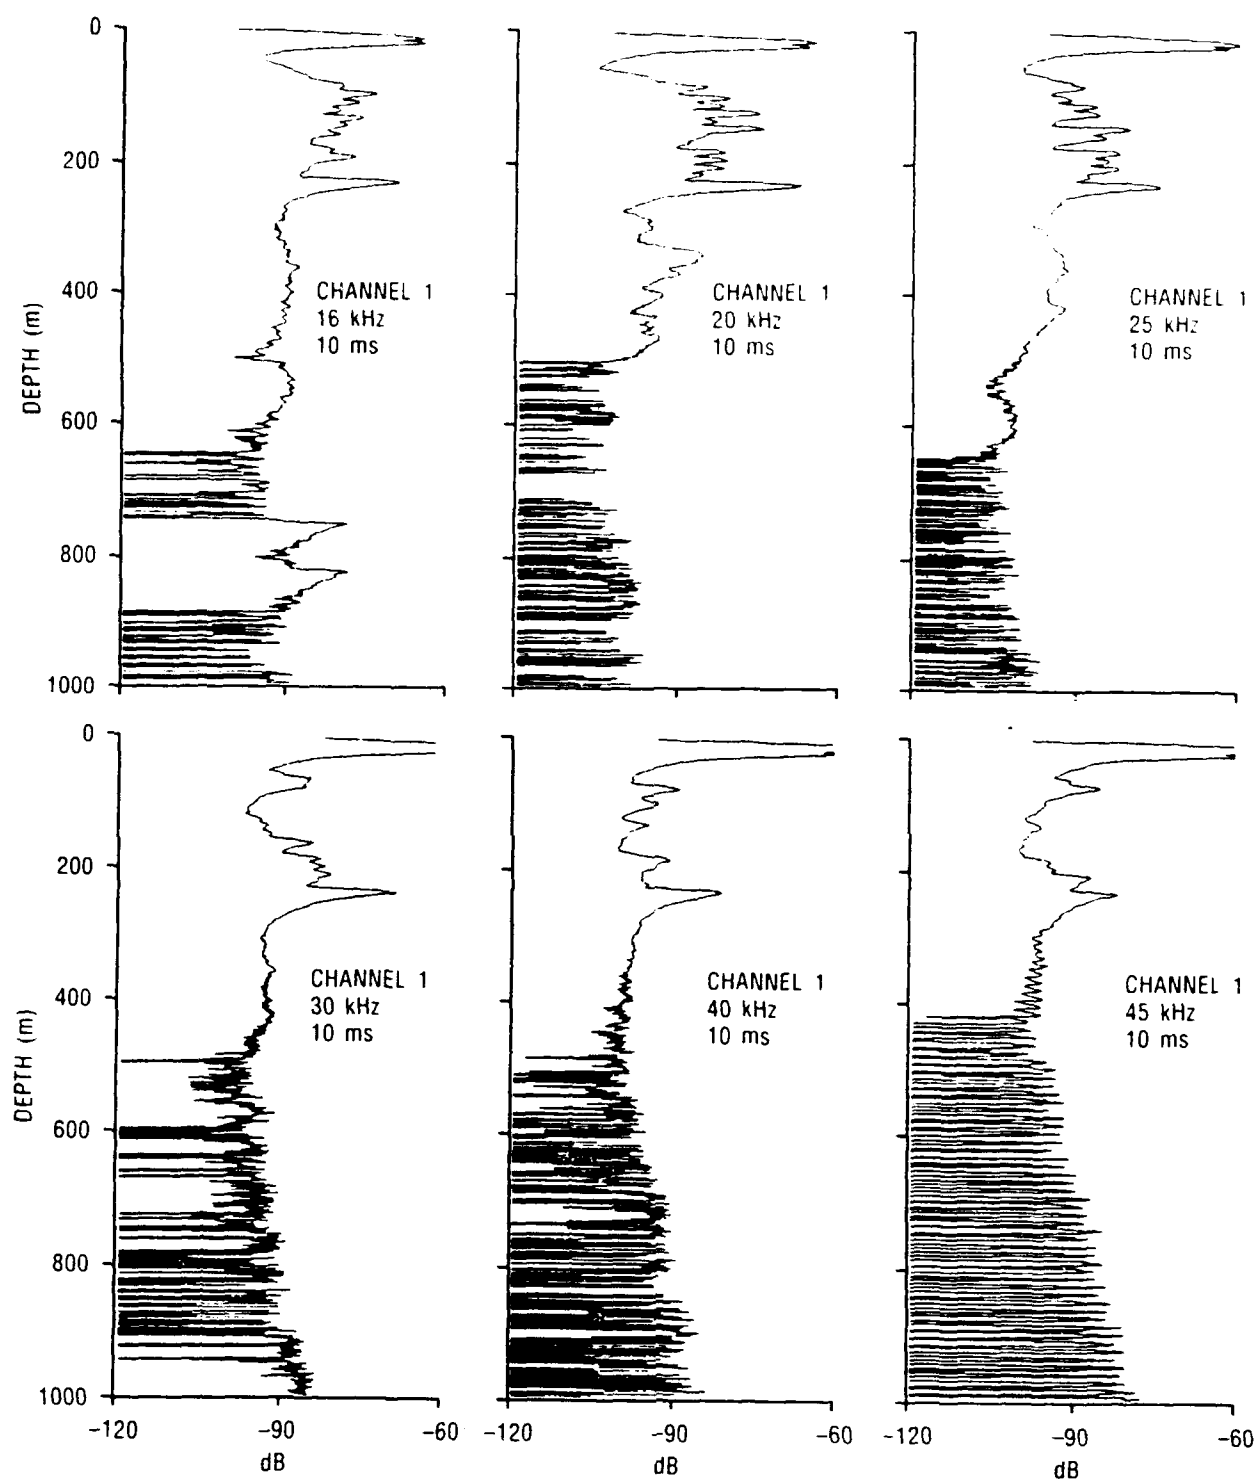 0
200
400
600
800
1000
DEPTH (m)
CHANNEL 1
16 kHz
10 ms
CHANNEL 1
20 kHz
10 ms
CHANNEL 1
25 kHz
10 ms
0
200
400
600
800
1000
DEPTH (m)
CHANNEL 1
30 kHz
10 ms
CHANNEL 1
40 kHz
10 ms
CHANNEL 1
45 kHz
10 ms
-120 -90 -60
dB
-120 -90 -60
dB
-120 -90 -60
dB